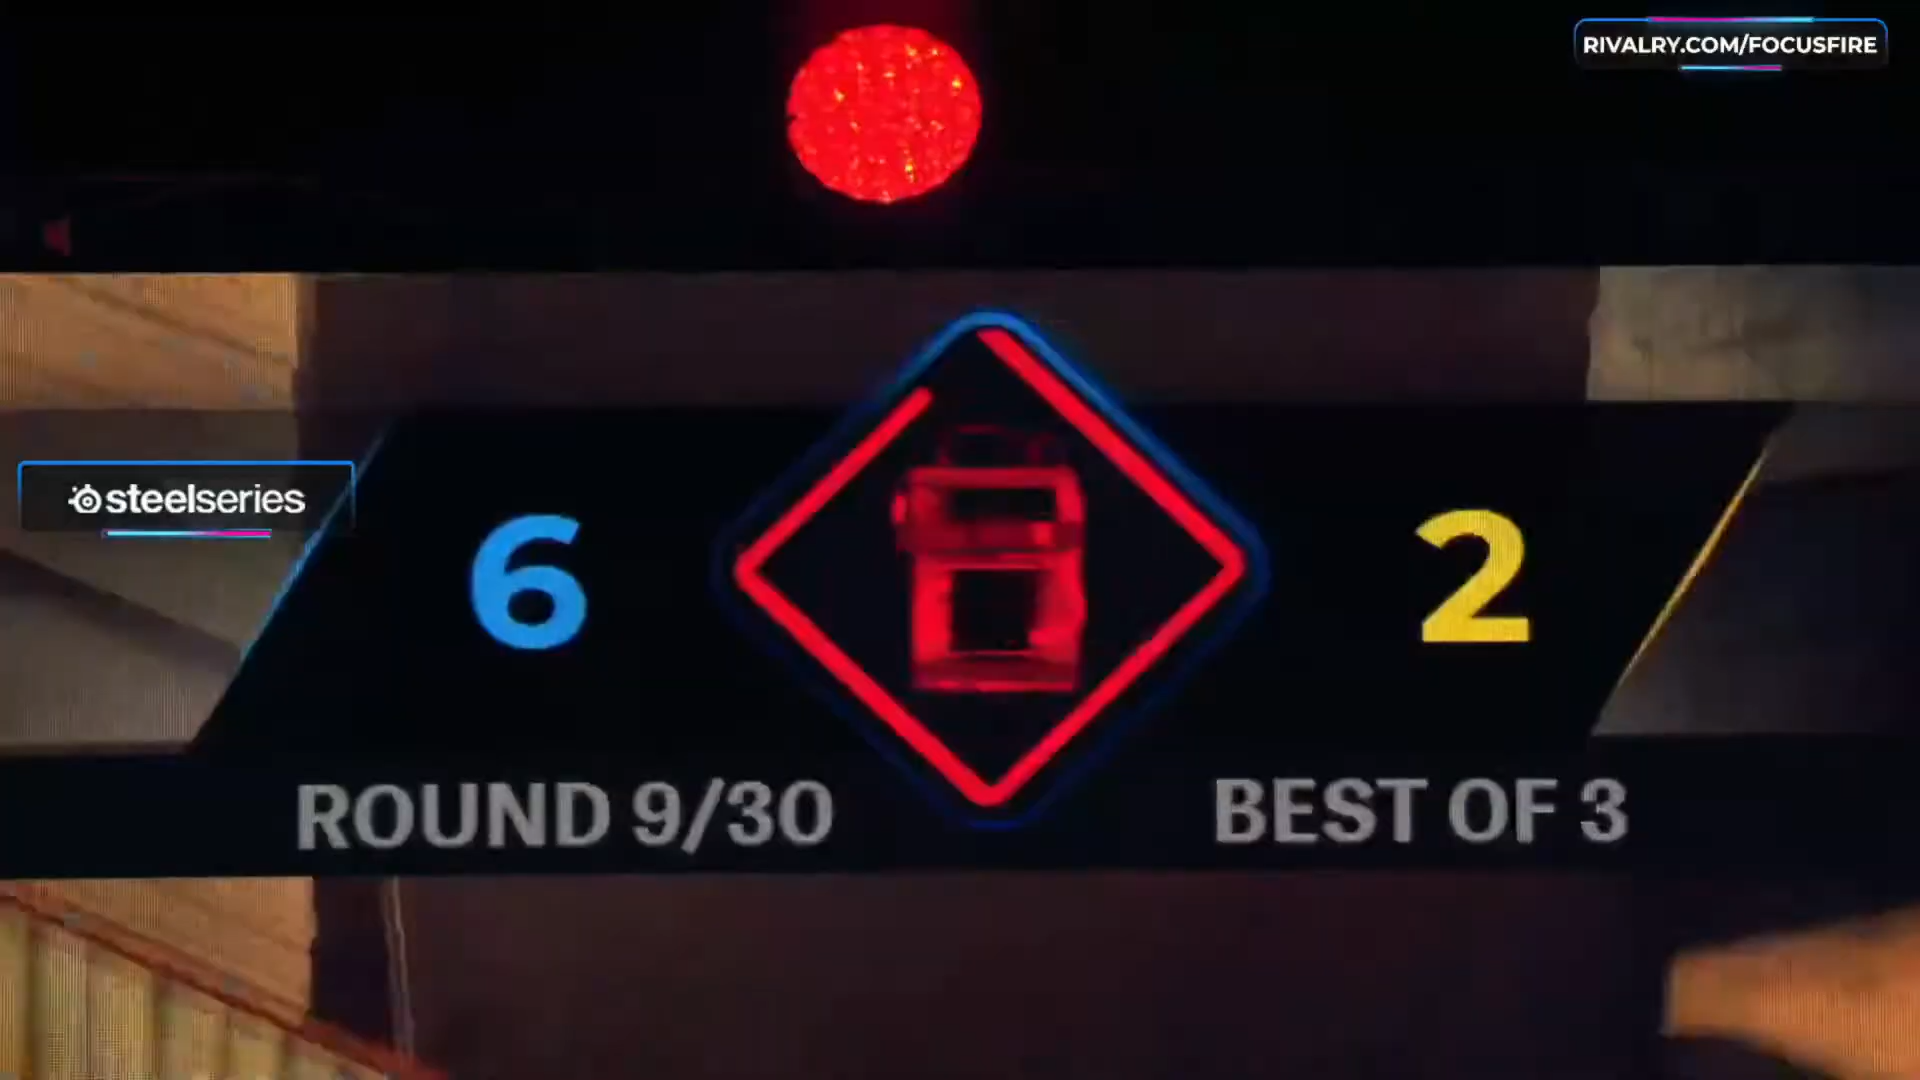 RIVALRY.COM/FOCUSFIRE
steelseries
6
2
ROUND 9/30
BEST OF 3